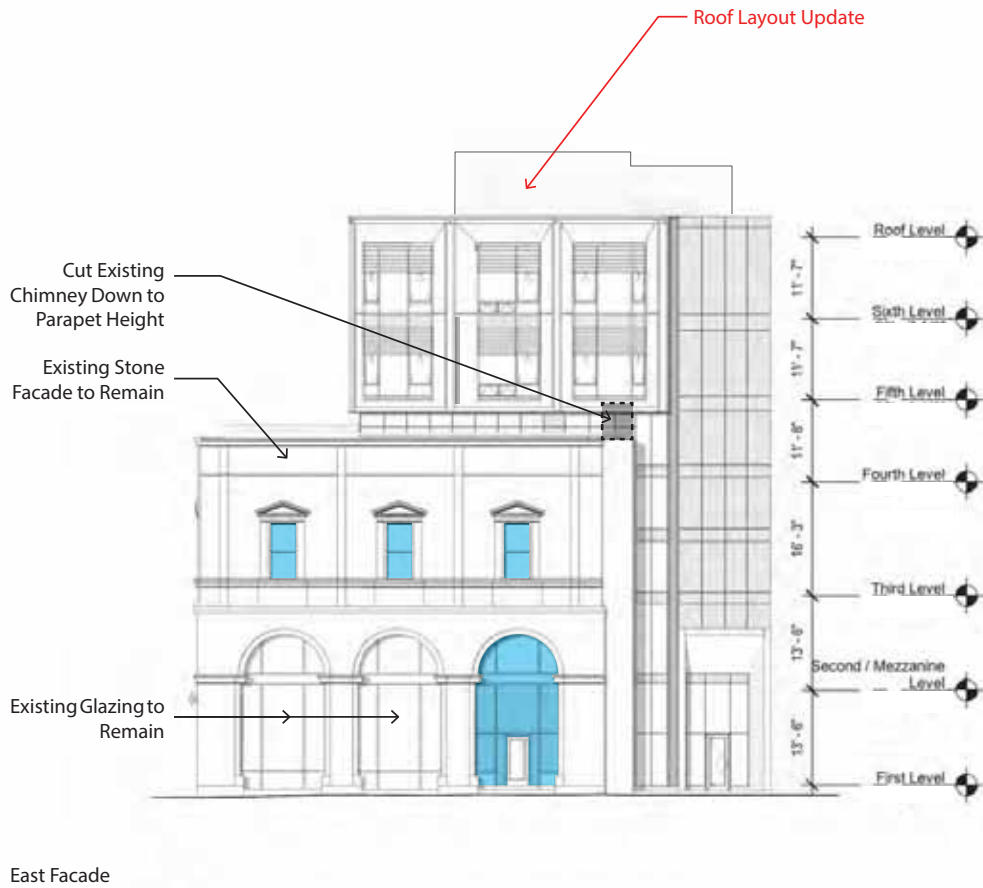 Roof Layout Update
Cut Existing
Chimney Down to
Parapet Height
Existing Stone
Facade to Remain
Existing Glazing to
Remain
Roof Level
11' - 7"
Sixth Level
11' - 7"
Fifth Level
11' - 8"
Fourth Level
16' - 3"
Third Level
13' - 6"
Second / Mezzanine
Level
13' - 6"
First Level
East Facade